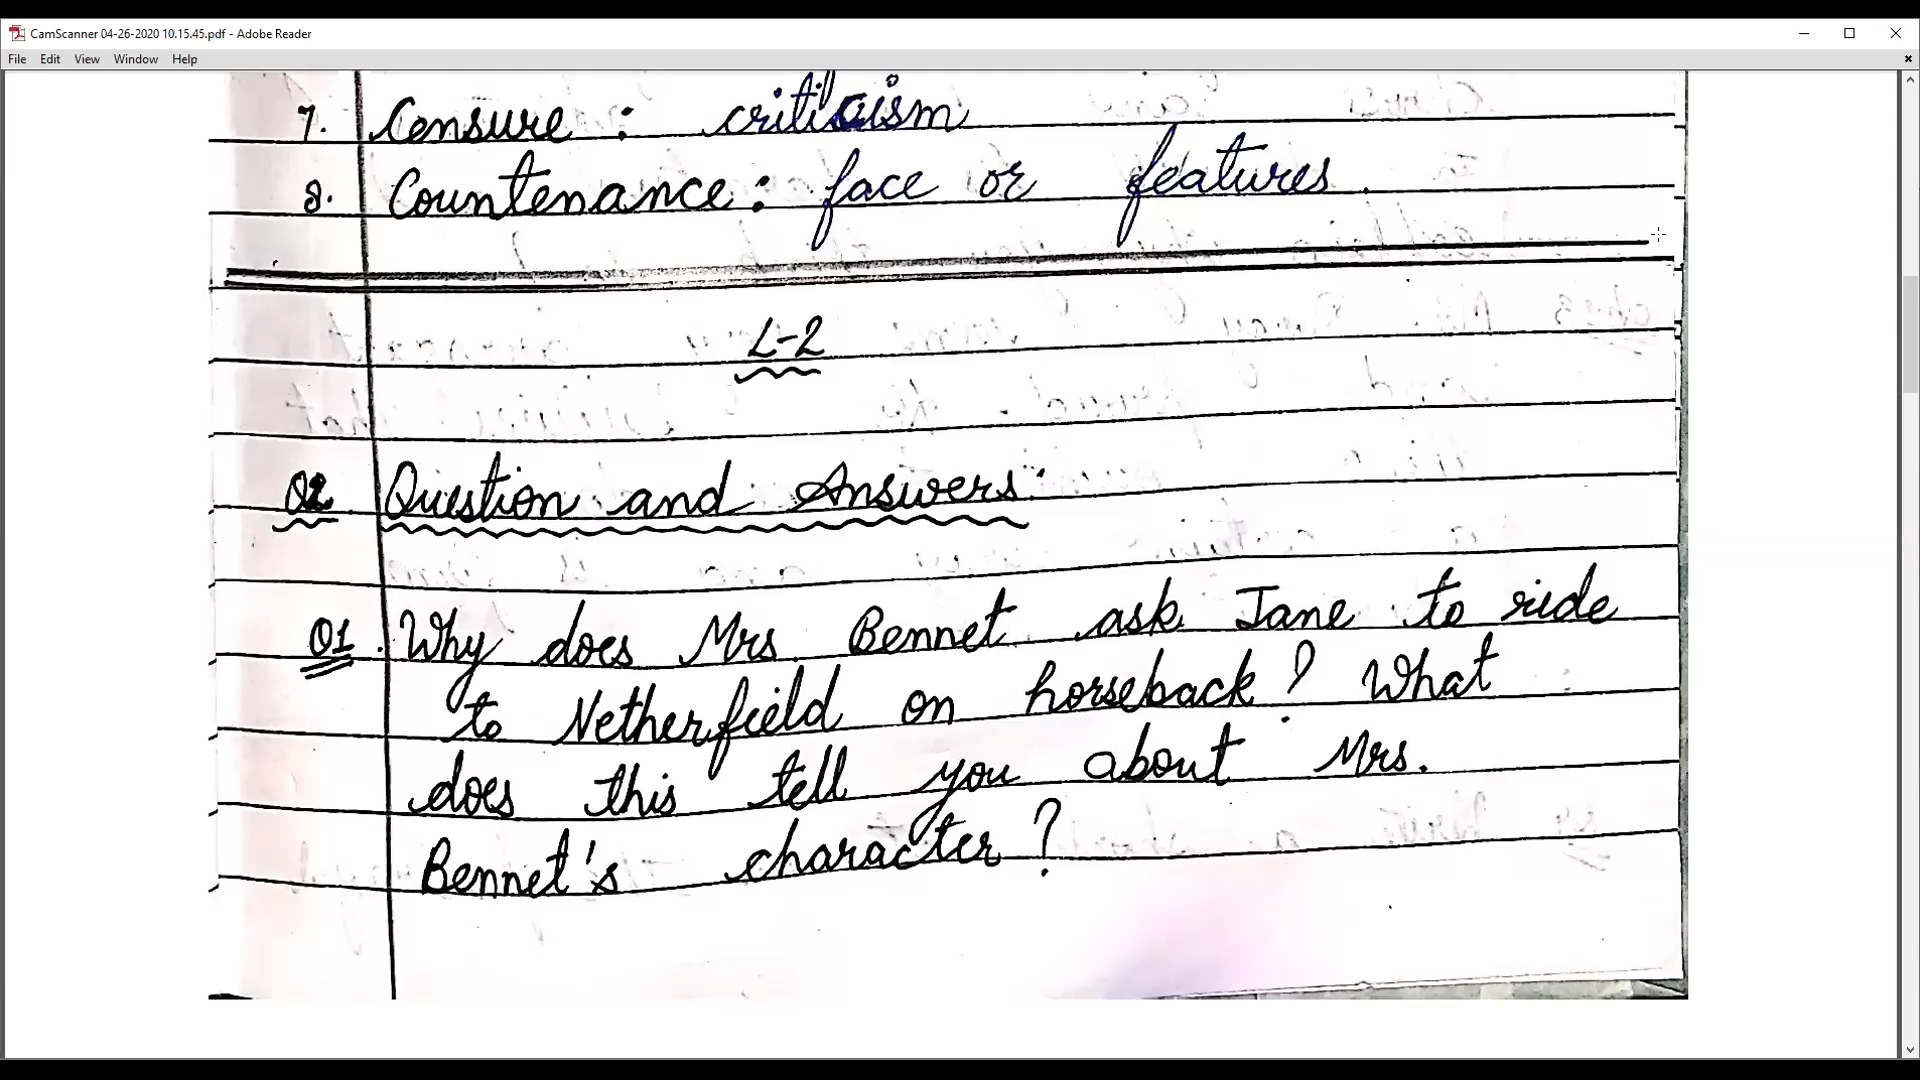 CamScanner 04-26-2020 10.15.45.pdf - Adobe Reader
File Edit View Window Help
7. Censure : criticism
8. Countenance : face or features.
L-2
Q2 Question and Answers:
Q1. Why does Mrs. Bennet ask Jane to ride
to Netherfield on horseback? What
does this tell you about Mrs.
Bennet's character?